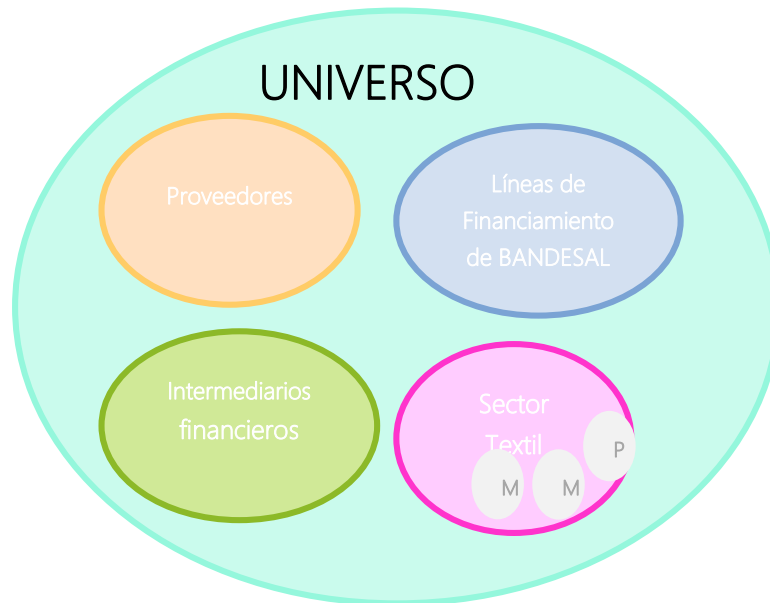 UNIVERSO
Proveedores
Líneas de
Financiamiento
de BANDESAL
Intermediarios
financieros
Sector
Textil
P
M
M